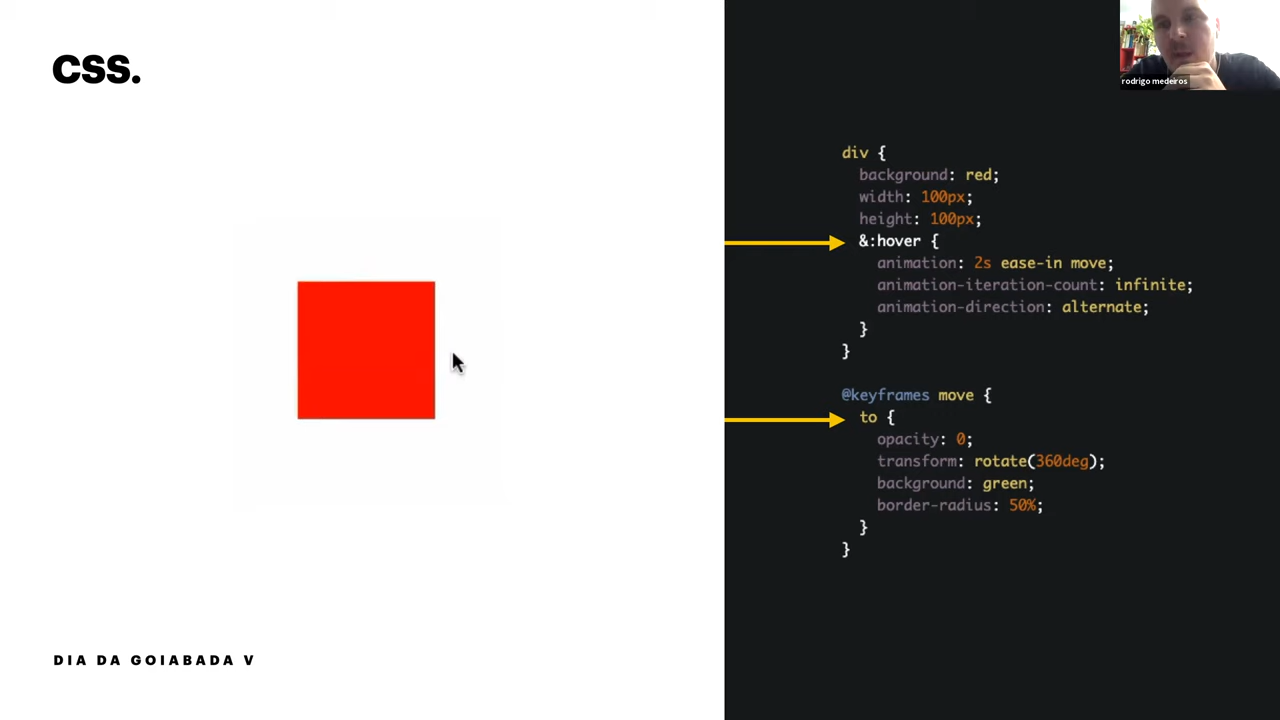 CSS.
rodrigo medeiros
div {
  background: red;
  width: 100px;
  height: 100px;
  &:hover {
    animation: 2s ease-in move;
    animation-iteration-count: infinite;
    animation-direction: alternate;
  }
}
@keyframes move {
  to {
    opacity: 0;
    transform: rotate(360deg);
    background: green;
    border-radius: 50%;
  }
}
DIA DA GOIABADA V